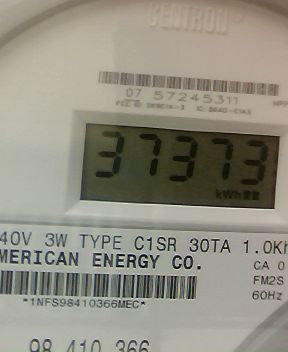 CENTRON
07 57245311
37373
kWh
40V 3W TYPE C1SR 30TA 1.0Kh
MERICAN ENERGY CO.
CA 0
FM2S
60Hz
*1NFS98410366MEC*
98 410 366